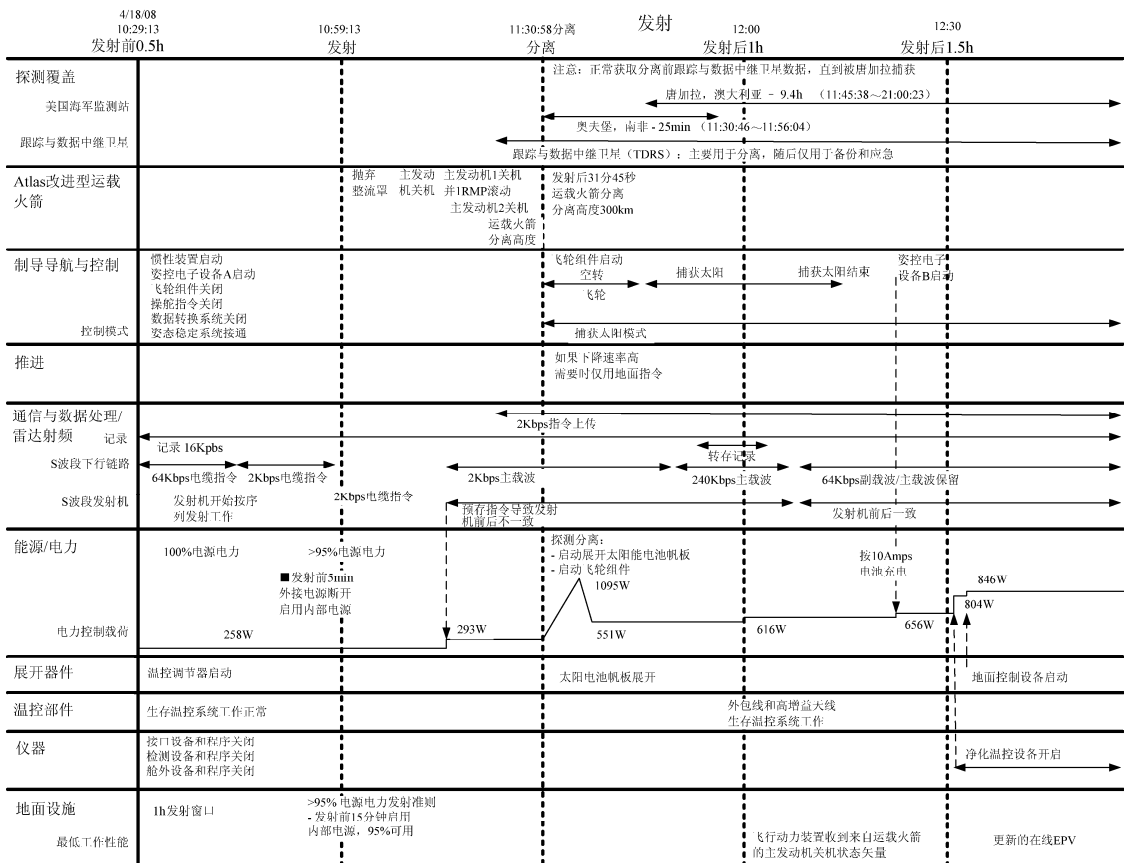 4/18/08
10:29:13
发射前0.5h
10:59:13
发射
11:30:58分离
分离
发射
12:00
发射后1h
12:30
发射后1.5h
探测覆盖
注意：正常获取分离前跟踪与数据中继卫星数据，直到被唐加拉捕获
美国海军监测站
唐加拉，澳大利亚 - 9.4h （11:45:38～21:00:23）
奥夫堡，南非 - 25min （11:30:46～11:56:04）
跟踪与数据中继卫星
跟踪与数据中继卫星（TDRS）：主要用于分离，随后仅用于备份和应急
Atlas改进型运载
火箭
抛弃
整流罩
主发动
机关机
主发动机1关机
并1RMP滚动
主发动机2关机
运载火箭
分离高度
发射后31分45秒
运载火箭分离
分离高度300km
制导导航与控制
惯性装置启动
姿控电子设备A启动
飞轮组件关闭
操舵指令关闭
数据转换系统关闭
姿态稳定系统接通
飞轮组件启动
空转
飞轮
捕获太阳
捕获太阳结束
姿控电子
设备B启动
控制模式
捕获太阳模式
推进
如果下降速率高
需要时仅用地面指令
通信与数据处理/
雷达射频
2Kbps指令上传
记录
记录 16Kpbs
转存记录
S波段下行链路
64Kbps电缆指令
2Kbps电缆指令
2Kbps主载波
240Kbps主载波
64Kbps副载波/主载波保留
S波段发射机
发射机开始按序
列发射工作
2Kbps电缆指令
预存指令导致发射
机前后不一致
发射机前后一致
能源/电力
100%电源电力
>95%电源电力
■发射前5min
外接电源断开
启用内部电源
探测分离：
- 启动展开太阳能电池帆板
- 启动飞轮组件
1095W
按10Amps
电池充电
846W
804W
电力控制载荷
258W
293W
551W
616W
656W
展开器件
温控调节器启动
太阳电池帆板展开
地面控制设备启动
温控部件
生存温控系统工作正常
外包线和高增益天线
生存温控系统工作
仪器
接口设备和程序关闭
检测设备和程序关闭
舱外设备和程序关闭
净化温控设备开启
地面设施
1h发射窗口
>95% 电源电力发射准则
- 发射前15分钟启用
内部电源，95%可用
最低工作性能
飞行动力装置收到来自运载火箭
的主发动机关机状态矢量
更新的在线EPV